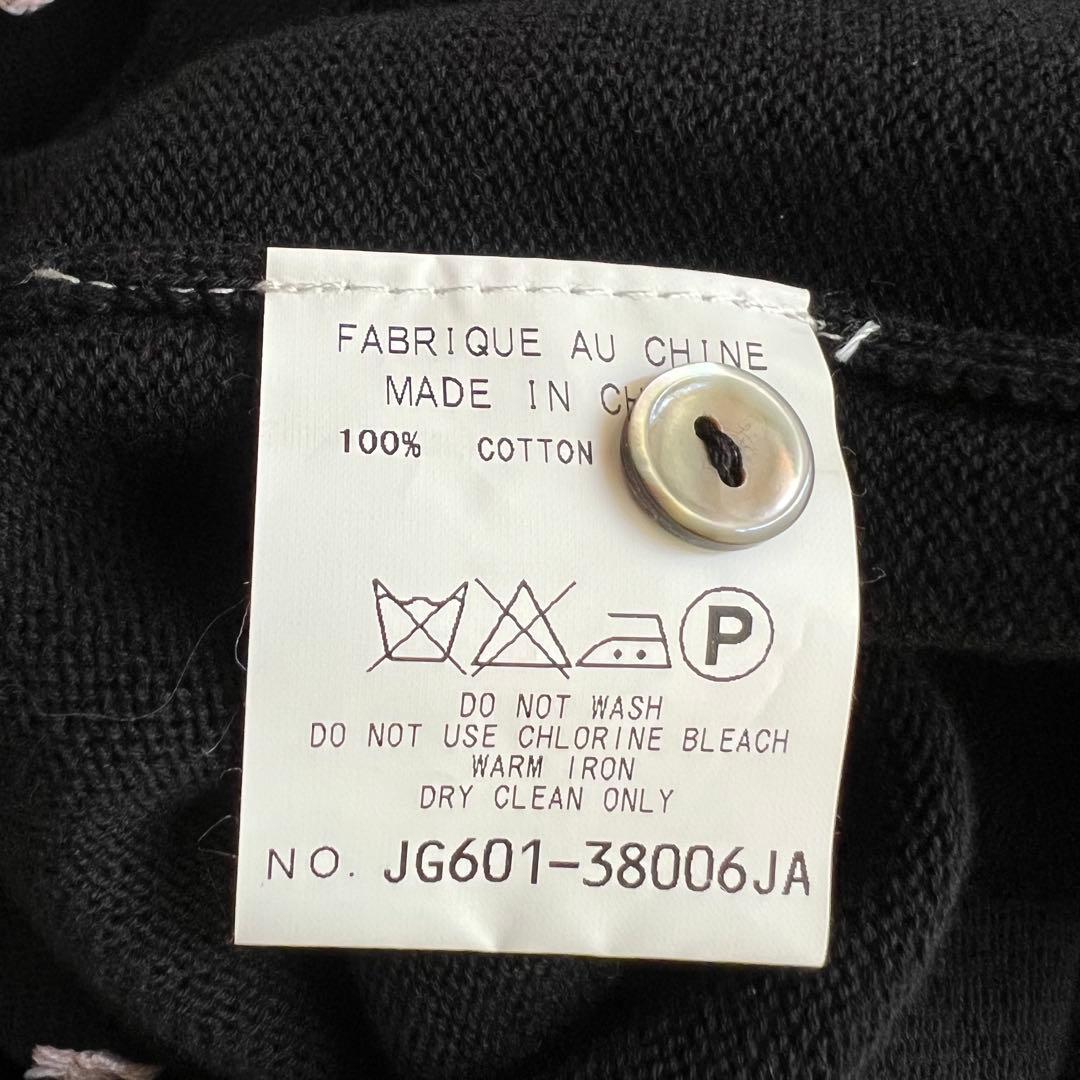 FABRIQUE AU CHINE
MADE IN CH
100% COTTON
P
DO NOT WASH
DO NOT USE CHLORINE BLEACH
WARM IRON
DRY CLEAN ONLY
NO. JG601-38006JA